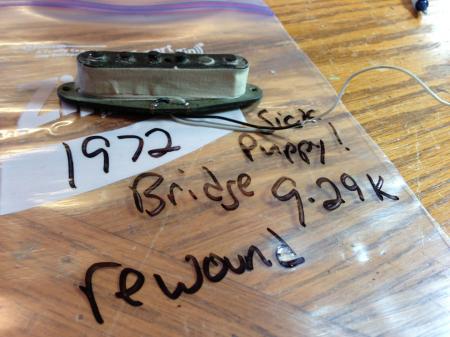 1972
Sick
Puppy!
Bridge 9.29K
rewound